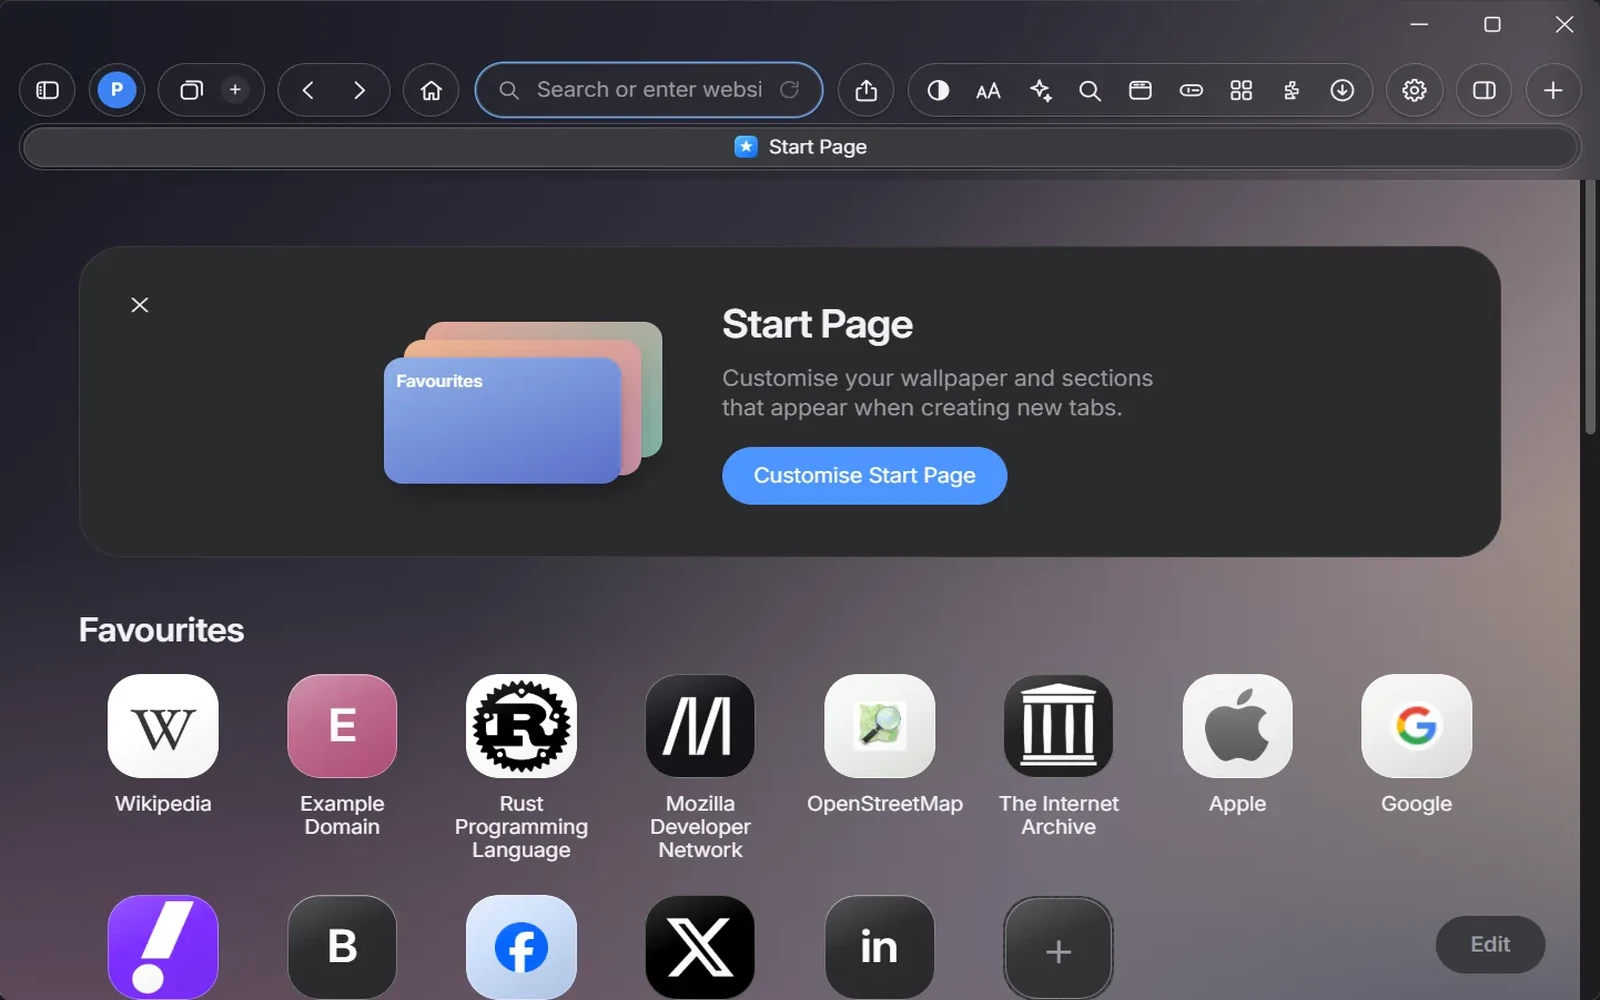 P
Search or enter websi
AA
Start Page
Start Page
Favourites
Customise your wallpaper and sections
that appear when creating new tabs.
Customise Start Page
Favourites
W
E
R
M
G
Wikipedia
Example
Domain
Rust
Programming
Language
Mozilla
Developer
Network
OpenStreetMap
The Internet
Archive
Apple
Google
B
f
X
in
Edit